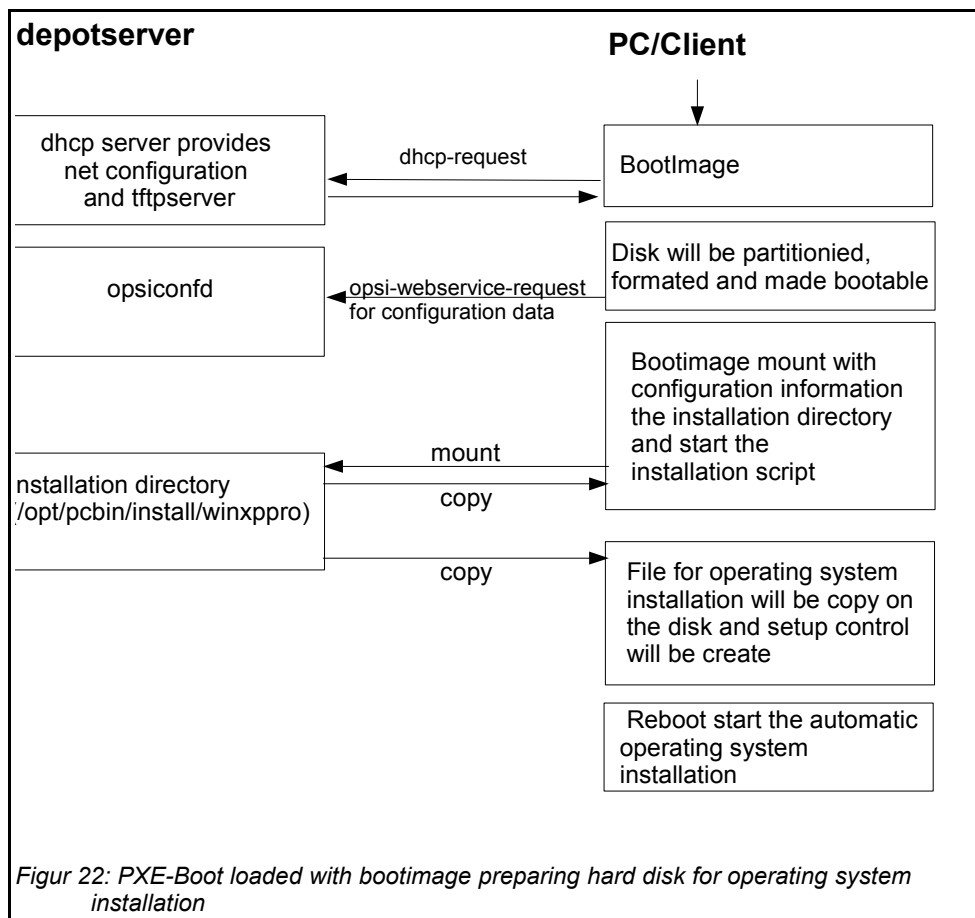 depotserver
PC/Client
dhcp server provides
net configuration
and tftpserver
dhcp-request
BootImage
Disk will be partitionied,
formated and made bootable
opsiconfd
opsi-webservice-request
for configuration data
Bootimage mount with
configuration information
the installation directory
and start the
installation script
mount
copy
nstallation directory
(/opt/pcbin/install/winxppro)
copy
File for operating system
installation will be copy on
the disk and setup control
will be create
Reboot start the automatic
operating system
installation
Figur 22: PXE-Boot loaded with bootimage preparing hard disk for operating system
installation